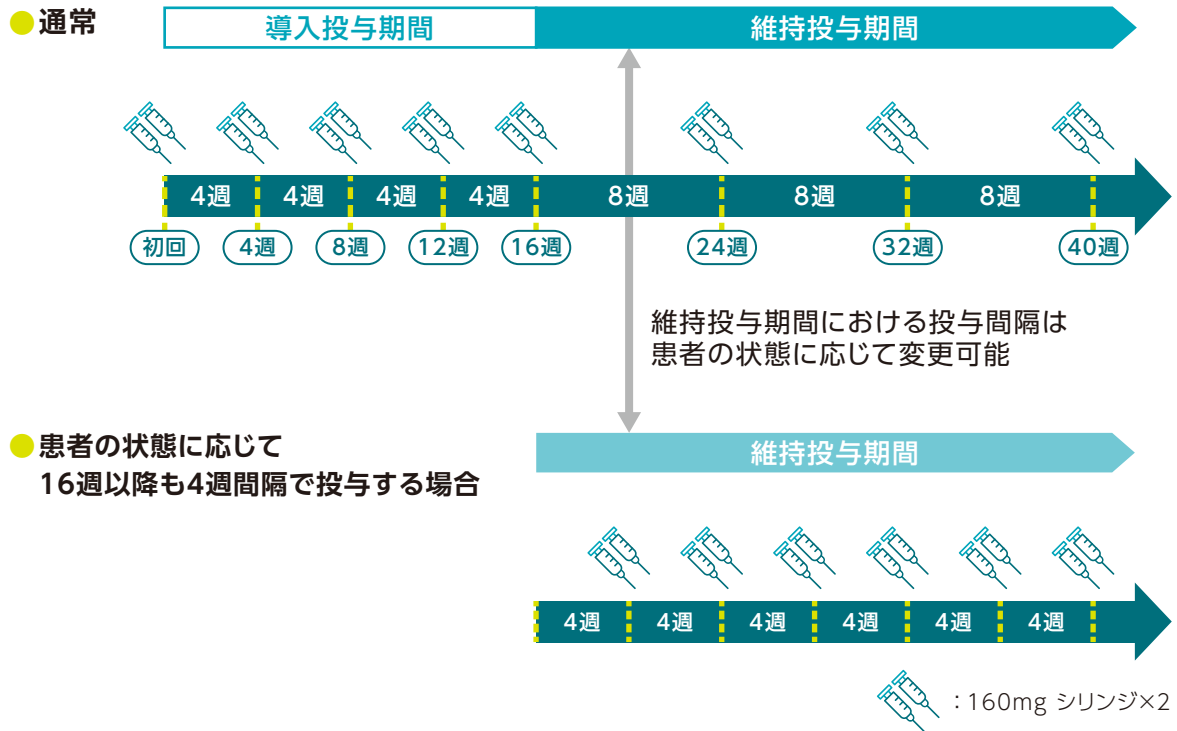 ●通常
導入投与期間
維持投与期間
4週 4週 4週 4週 8週 8週 8週
初回 4週 8週 12週 16週 24週 32週 40週
維持投与期間における投与間隔は
患者の状態に応じて変更可能
●患者の状態に応じて
16週以降も4週間隔で投与する場合
維持投与期間
4週 4週 4週 4週 4週 4週
：160mg シリンジ×2